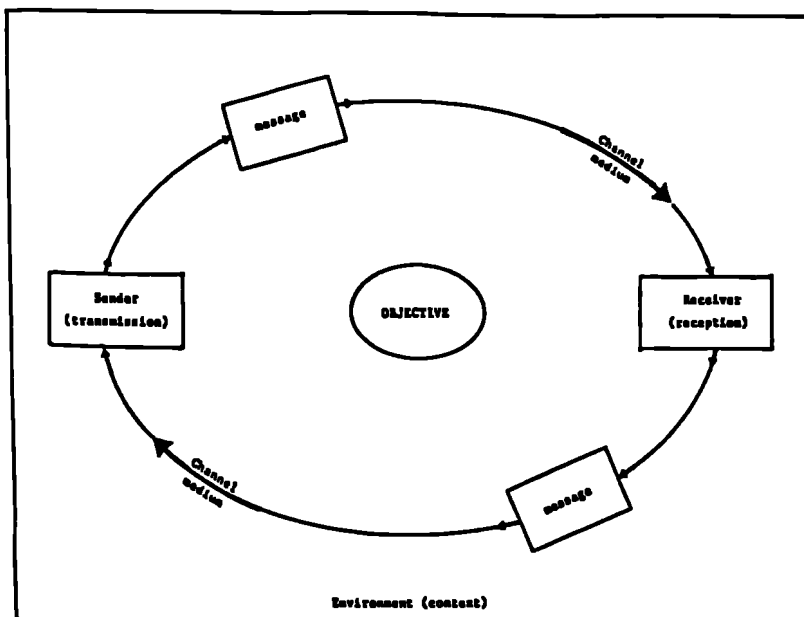 message
Channel
medium
Sender
(transmission)
OBJECTIVE
Receiver
(reception)
Channel
medium
message
Environment (context)